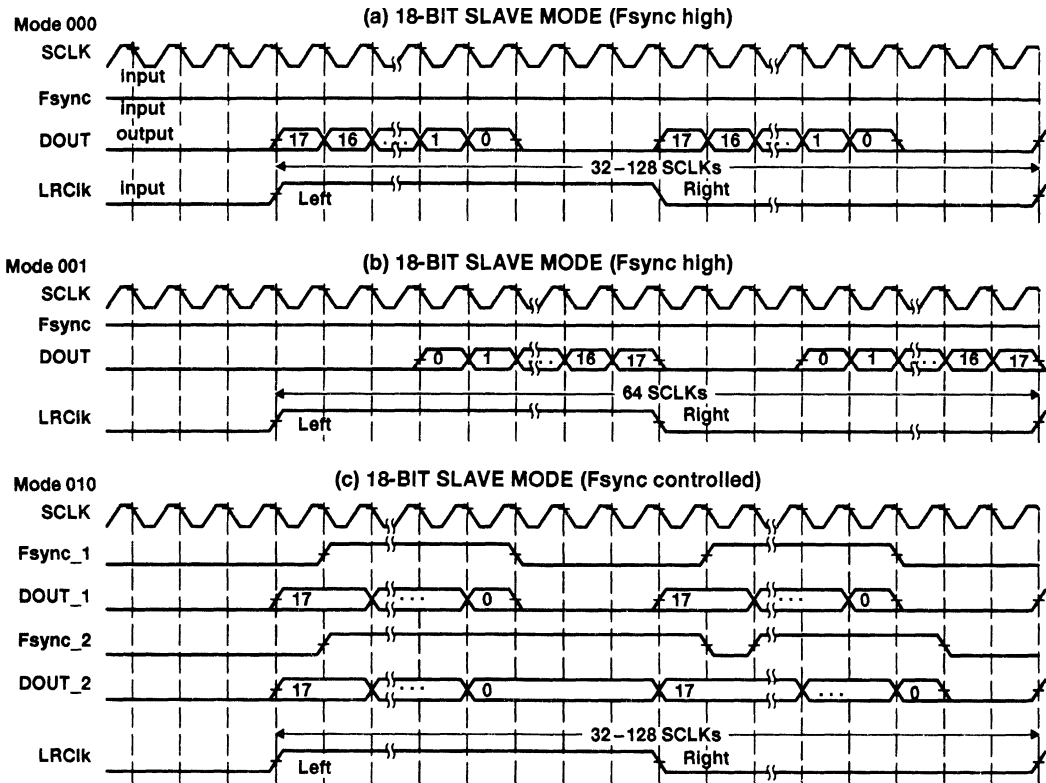 Mode 000
(a) 18-BIT SLAVE MODE (Fsync high)
SCLK
input
Fsync
input
DOUT
output
17 16 ... 1 0 17 16 ... 1 0
32–128 SCLKs
LRClk input
Left Right
Mode 001
(b) 18-BIT SLAVE MODE (Fsync high)
SCLK
Fsync
DOUT
0 1 ... 16 17 0 1 ... 16 17
64 SCLKs
LRClk
Left Right
Mode 010
(c) 18-BIT SLAVE MODE (Fsync controlled)
SCLK
Fsync_1
DOUT_1
17 ... 0 17 ... 0
Fsync_2
DOUT_2
17 ... 0 17 ... 0
32–128 SCLKs
LRClk
Left Right